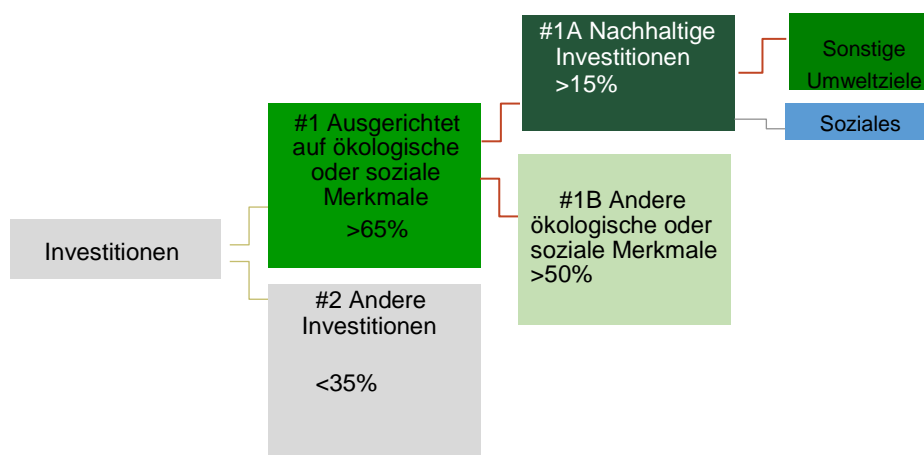 Investitionen
#1 Ausgerichtet
auf ökologische
oder soziale
Merkmale
>65%
#2 Andere
Investitionen
<35%
#1A Nachhaltige
Investitionen
>15%
#1B Andere
ökologische oder
soziale Merkmale
>50%
Sonstige
Umweltziele
Soziales